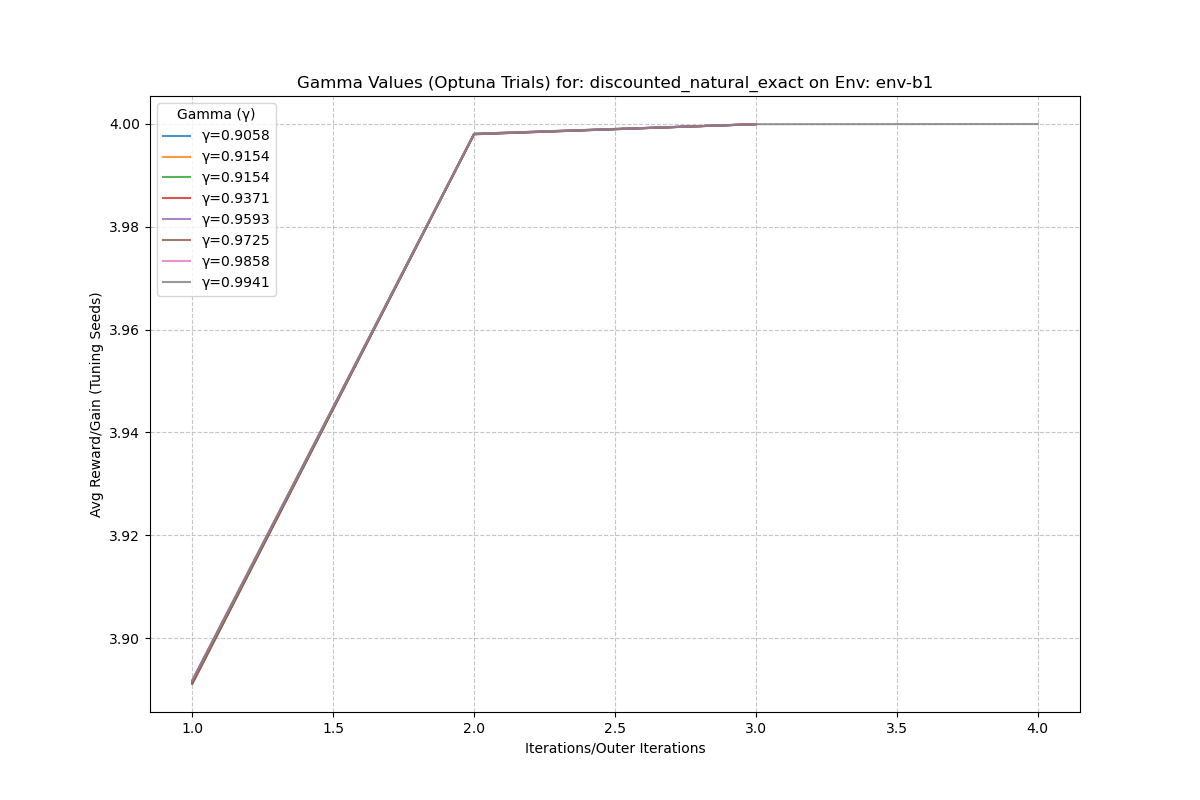 Gamma Values (Optuna Trials) for: discounted_natural_exact on Env: env-b1
Gamma (γ)
γ=0.9058
γ=0.9154
γ=0.9154
γ=0.9371
γ=0.9593
γ=0.9725
γ=0.9858
γ=0.9941
4.00
3.98
3.96
3.94
3.92
3.90
Avg Reward/Gain (Tuning Seeds)
1.0 1.5 2.0 2.5 3.0 3.5 4.0
Iterations/Outer Iterations